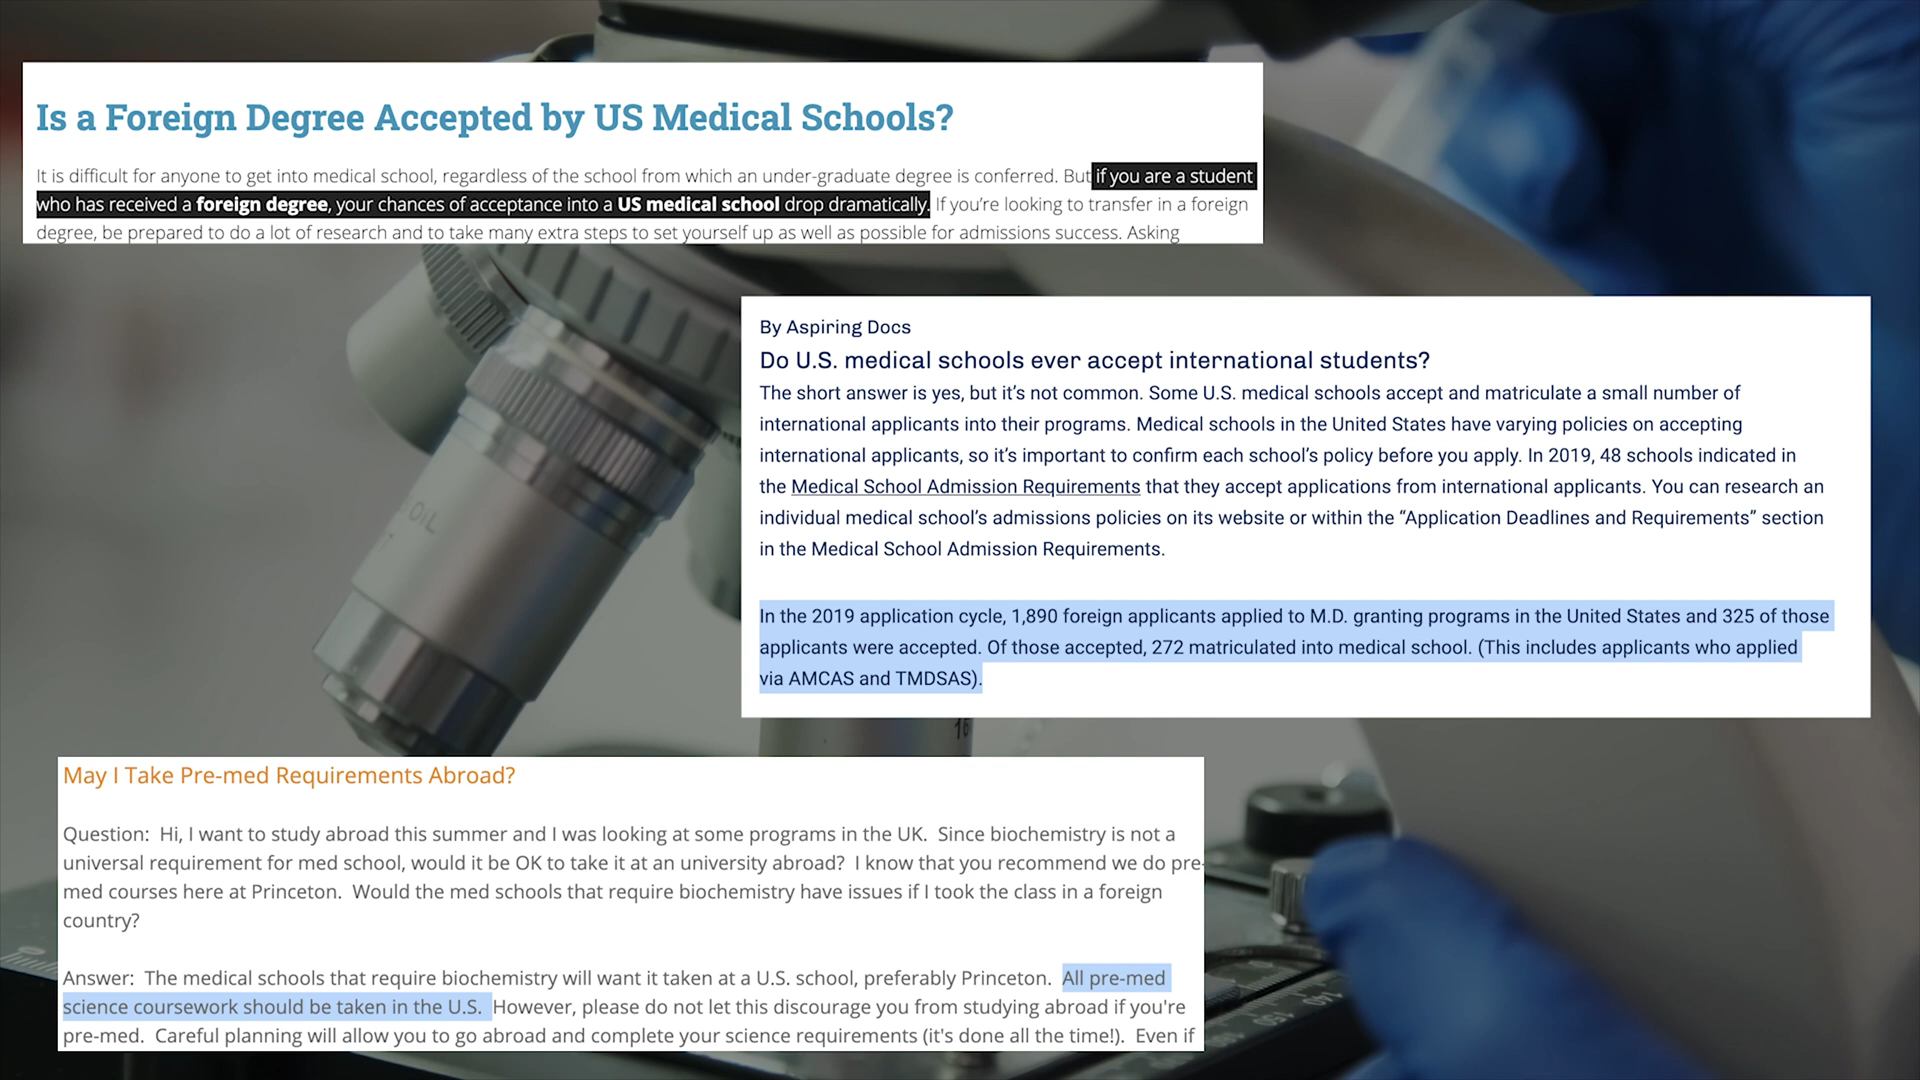 Is a Foreign Degree Accepted by US Medical Schools?
It is difficult for anyone to get into medical school, regardless of the school from which an under-graduate degree is conferred. But if you are a student
who has received a foreign degree, your chances of acceptance into a US medical school drop dramatically. If you’re looking to transfer in a foreign
degree, be prepared to do a lot of research and to take many extra steps to set yourself up as well as possible for admissions success. Asking
By Aspiring Docs
Do U.S. medical schools ever accept international students?
The short answer is yes, but it’s not common. Some U.S. medical schools accept and matriculate a small number of
international applicants into their programs. Medical schools in the United States have varying policies on accepting
international applicants, so it’s important to confirm each school’s policy before you apply. In 2019, 48 schools indicated in
the Medical School Admission Requirements that they accept applications from international applicants. You can research an
individual medical school’s admissions policies on its website or within the “Application Deadlines and Requirements” section
in the Medical School Admission Requirements.
In the 2019 application cycle, 1,890 foreign applicants applied to M.D. granting programs in the United States and 325 of those
applicants were accepted. Of those accepted, 272 matriculated into medical school. (This includes applicants who applied
via AMCAS and TMDSAS).
OIL
16
May I Take Pre-med Requirements Abroad?
Question:  Hi, I want to study abroad this summer and I was looking at some programs in the UK.  Since biochemistry is not a
universal requirement for med school, would it be OK to take it at an university abroad?  I know that you recommend we do pre-
med courses here at Princeton.  Would the med schools that require biochemistry have issues if I took the class in a foreign
country?
Answer:  The medical schools that require biochemistry will want it taken at a U.S. school, preferably Princeton.  All pre-med
science coursework should be taken in the U.S.  However, please do not let this discourage you from studying abroad if you're
pre-med.  Careful planning will allow you to go abroad and complete your science requirements (it's done all the time!).  Even if
140
150